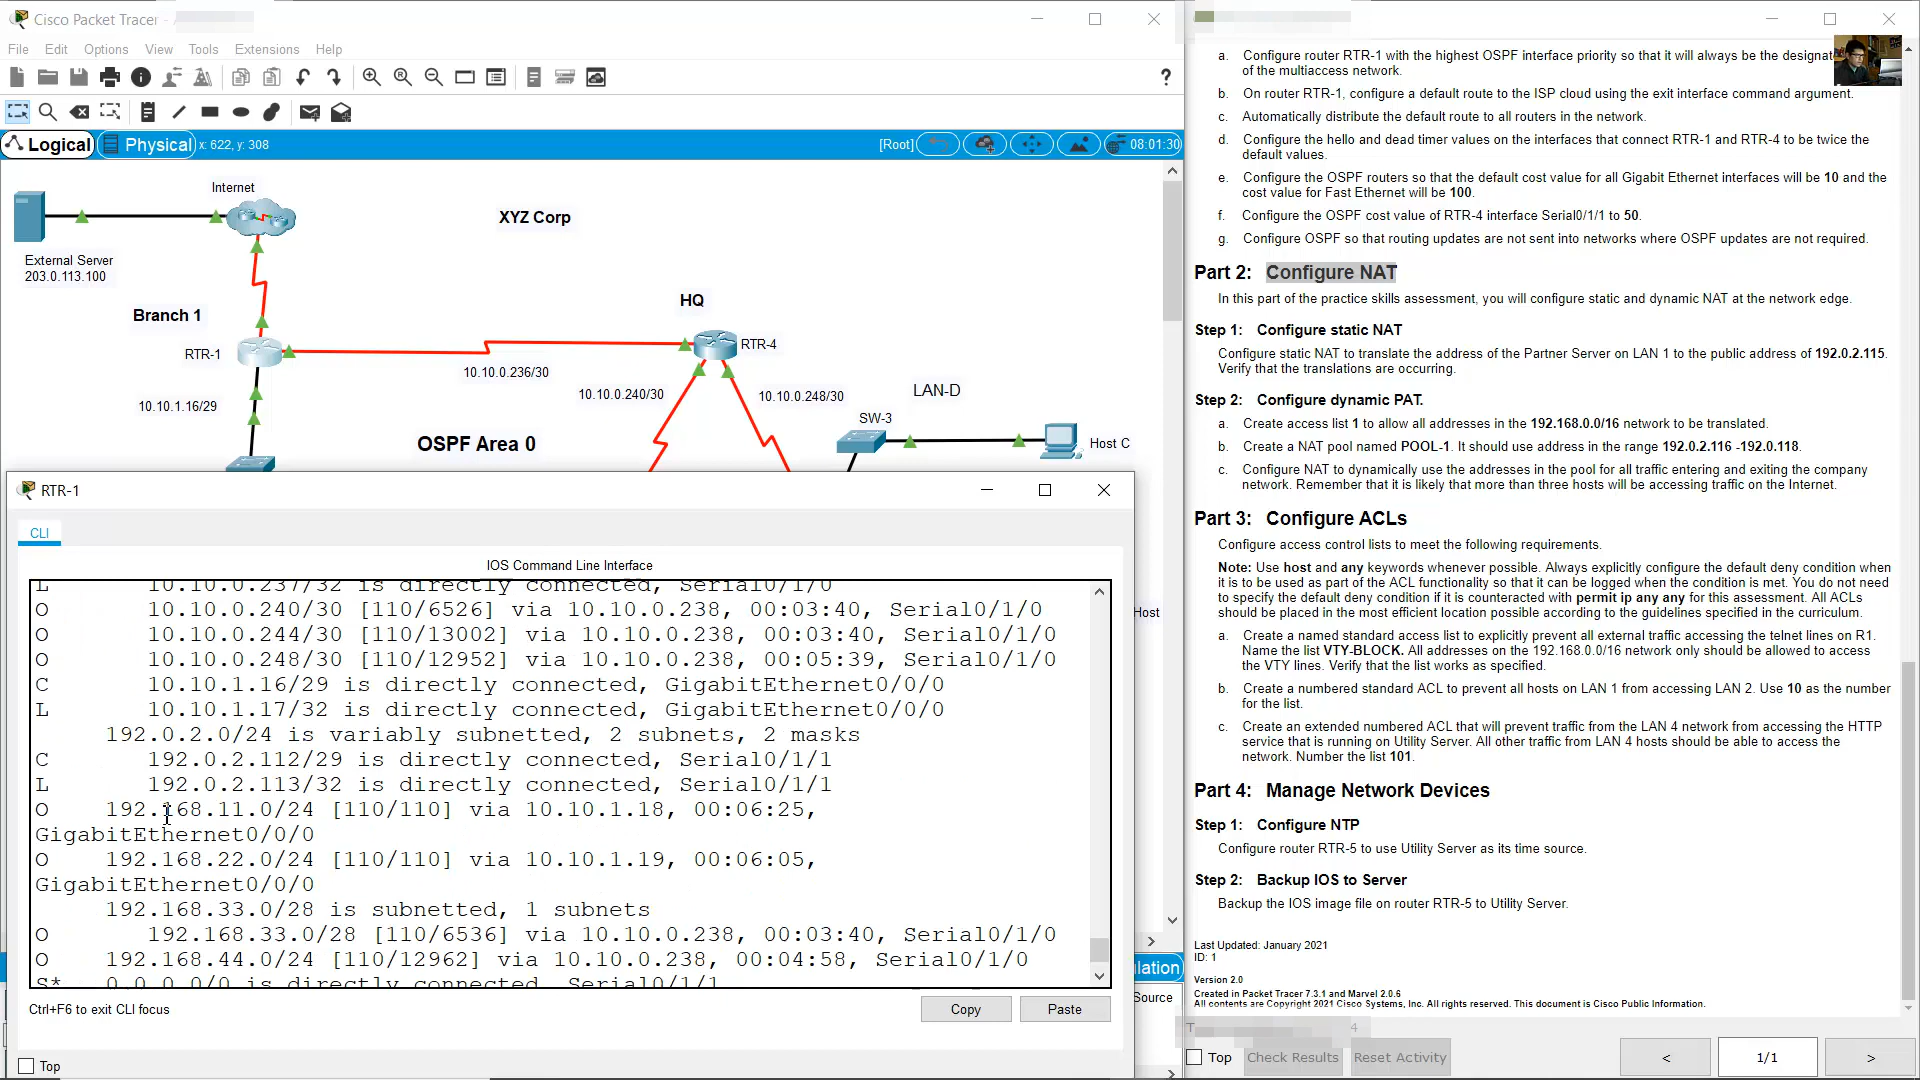 Cisco Packet Tracer -
File Edit Options View Tools Extensions Help
?
Logical
Physical
x: 622, y: 308
[Root]
08:01:30
Internet
XYZ Corp
External Server
203.0.113.100
Branch 1
HQ
RTR-1
RTR-4
10.10.0.236/30
10.10.1.16/29
10.10.0.240/30
10.10.0.248/30
LAN-D
SW-3
OSPF Area 0
Host C
RTR-1
CLI
IOS Command Line Interface
L 10.10.0.237/32 is directly connected, Serial0/1/0
O 10.10.0.240/30 [110/6526] via 10.10.0.238, 00:03:40, Serial0/1/0
O 10.10.0.244/30 [110/13002] via 10.10.0.238, 00:03:40, Serial0/1/0
O 10.10.0.248/30 [110/12952] via 10.10.0.238, 00:05:39, Serial0/1/0
C 10.10.1.16/29 is directly connected, GigabitEthernet0/0/0
L 10.10.1.17/32 is directly connected, GigabitEthernet0/0/0
192.0.2.0/24 is variably subnetted, 2 subnets, 2 masks
C 192.0.2.112/29 is directly connected, Serial0/1/1
L 192.0.2.113/32 is directly connected, Serial0/1/1
O 192.168.11.0/24 [110/110] via 10.10.1.18, 00:06:25,
GigabitEthernet0/0/0
O 192.168.22.0/24 [110/110] via 10.10.1.19, 00:06:05,
GigabitEthernet0/0/0
192.168.33.0/28 is subnetted, 1 subnets
O 192.168.33.0/28 [110/6536] via 10.10.0.238, 00:03:40, Serial0/1/0
O 192.168.44.0/24 [110/12962] via 10.10.0.238, 00:04:58, Serial0/1/0
S* 0.0.0.0/0 is directly connected, Serial0/1/1
Ctrl+F6 to exit CLI focus
Copy
Paste
Top
Host
ulation
Source
a. Configure router RTR-1 with the highest OSPF interface priority so that it will always be the designat
of the multiaccess network.
b. On router RTR-1, configure a default route to the ISP cloud using the exit interface command argument.
c. Automatically distribute the default route to all routers in the network.
d. Configure the hello and dead timer values on the interfaces that connect RTR-1 and RTR-4 to be twice the
default values.
e. Configure the OSPF routers so that the default cost value for all Gigabit Ethernet interfaces will be 10 and the
cost value for Fast Ethernet will be 100.
f. Configure the OSPF cost value of RTR-4 interface Serial0/1/1 to 50.
g. Configure OSPF so that routing updates are not sent into networks where OSPF updates are not required.
Part 2: Configure NAT
In this part of the practice skills assessment, you will configure static and dynamic NAT at the network edge.
Step 1: Configure static NAT
Configure static NAT to translate the address of the Partner Server on LAN 1 to the public address of 192.0.2.115.
Verify that the translations are occurring.
Step 2: Configure dynamic PAT.
a. Create access list 1 to allow all addresses in the 192.168.0.0/16 network to be translated.
b. Create a NAT pool named POOL-1. It should use address in the range 192.0.2.116 -192.0.118.
c. Configure NAT to dynamically use the addresses in the pool for all traffic entering and exiting the company
network. Remember that it is likely that more than three hosts will be accessing traffic on the Internet.
Part 3: Configure ACLs
Configure access control lists to meet the following requirements.
Note: Use host and any keywords whenever possible. Always explicitly configure the default deny condition when
it is to be used as part of the ACL functionality so that it can be logged when the condition is met. You do not need
to specify the default deny condition if it is counteracted with permit ip any any for this assessment. All ACLs
should be placed in the most efficient location possible according to the guidelines specified in the curriculum.
a. Create a named standard access list to explicitly prevent all external traffic accessing the telnet lines on R1.
Name the list VTY-BLOCK. All addresses on the 192.168.0.0/16 network only should be allowed to access
the VTY lines. Verify that the list works as specified.
b. Create a numbered standard ACL to prevent all hosts on LAN 1 from accessing LAN 2. Use 10 as the number
for the list.
c. Create an extended numbered ACL that will prevent traffic from the LAN 4 network from accessing the HTTP
service that is running on Utility Server. All other traffic from LAN 4 hosts should be able to access the
network. Number the list 101.
Part 4: Manage Network Devices
Step 1: Configure NTP
Configure router RTR-5 to use Utility Server as its time source.
Step 2: Backup IOS to Server
Backup the IOS image file on router RTR-5 to Utility Server.
Last Updated: January 2021
ID: 1
Version 2.0
Created in Packet Tracer 7.3.1 and Marvel 2.0.6
All contents are Copyright 2021 Cisco Systems, Inc. All rights reserved. This document is Cisco Public Information.
Top
Check Results
Reset Activity
<
1/1
>